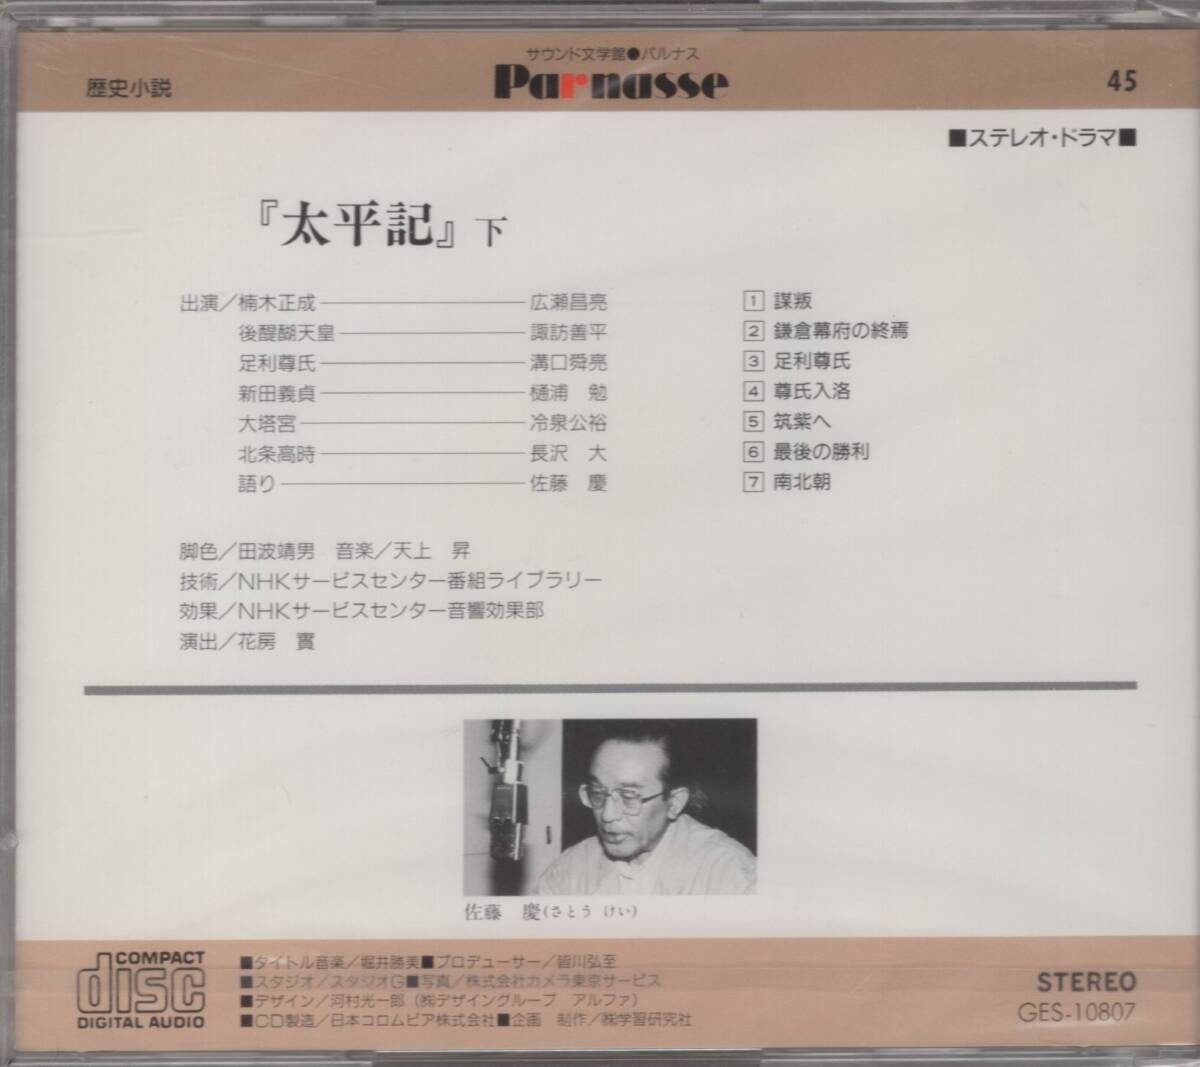 サウンド文学館●パルナス
歴史小説
Parnasse
45
■ステレオ・ドラマ■
『太平記』下
出演／楠木正成 広瀬昌亮
後醍醐天皇 諏訪善平
足利尊氏 溝口舜亮
新田義貞 樋浦 勉
大塔宮 冷泉公裕
北条高時 長沢 大
語り 佐藤 慶
1 謀叛
2 鎌倉幕府の終焉
3 足利尊氏
4 尊氏入洛
5 筑紫へ
6 最後の勝利
7 南北朝
脚色／田波靖男 音楽／天上 昇
技術／NHKサービスセンター番組ライブラリー
効果／NHKサービスセンター音響効果部
演出／花房 實
佐藤 慶(さとう けい)
COMPACT
disc
DIGITAL AUDIO
■タイトル音楽／堀井勝美■プロデューサー／皆川弘至
■スタジオ／スタジオG■写真／株式会社カメラ東京サービス
■デザイン／河村光一郎（㈱デザイングループ アルファ）
■CD製造／日本コロムビア株式会社■企画 制作／㈱学習研究社
STEREO
GES-10807